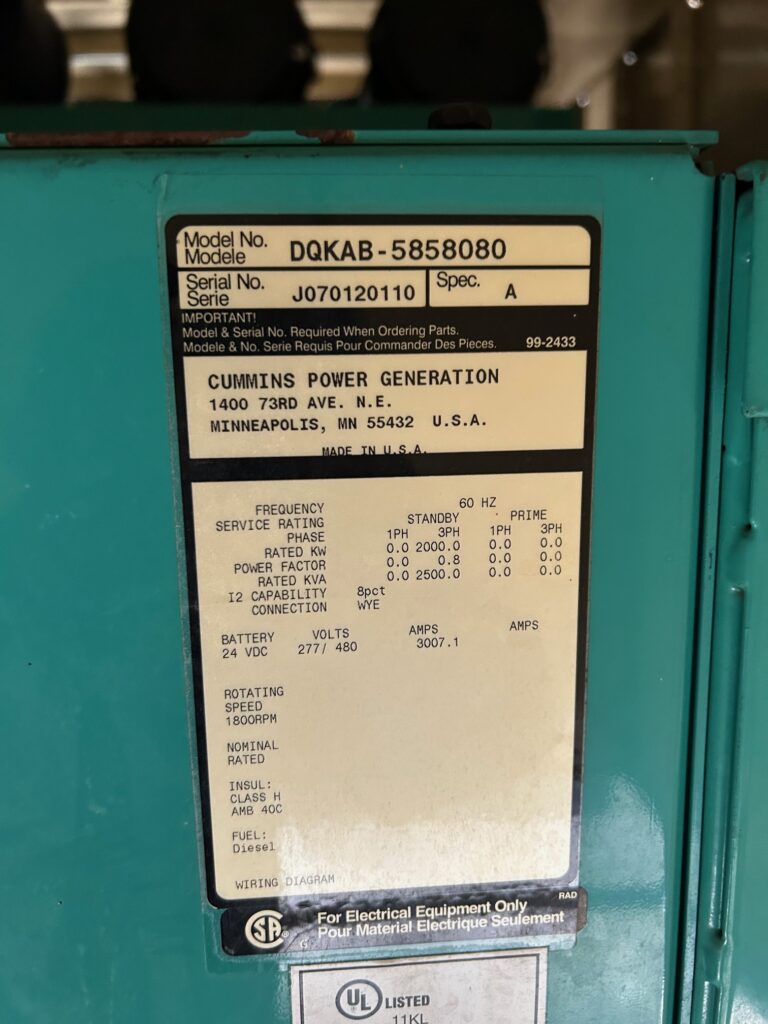 Model No. DQKAB-5858080
Modele
Serial No. J070120110 Spec. A
Serie
IMPORTANT!
Model & Serial No. Required When Ordering Parts.
Modele & No. Serie Requis Pour Commander Des Pieces. 99-2433
CUMMINS POWER GENERATION
1400 73RD AVE. N.E.
MINNEAPOLIS, MN 55432 U.S.A.
MADE IN U.S.A.
FREQUENCY 60 HZ
SERVICE RATING STANDBY PRIME
PHASE 1PH 3PH 1PH 3PH
RATED KW 0.0 2000.0 0.0 0.0
POWER FACTOR 0.0 0.8 0.0 0.0
RATED KVA 0.0 2500.0 0.0 0.0
I2 CAPABILITY 8pct
CONNECTION WYE
BATTERY VOLTS AMPS AMPS
24 VDC 277/ 480 3007.1
ROTATING
SPEED
1800RPM
NOMINAL
RATED
INSUL:
CLASS H
AMB 40C
FUEL:
Diesel
WIRING DIAGRAM
RAD
SA ® For Electrical Equipment Only
G Pour Material Electrique Seulement
UL LISTED
11KL